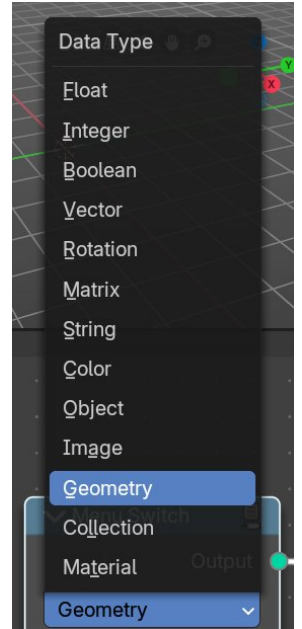 Data Type
Y
X
Float
Integer
Boolean
Vector
Rotation
Matrix
String
Color
Object
Image
Geometry
Menu Switch
Collection
Material
Output
Geometry